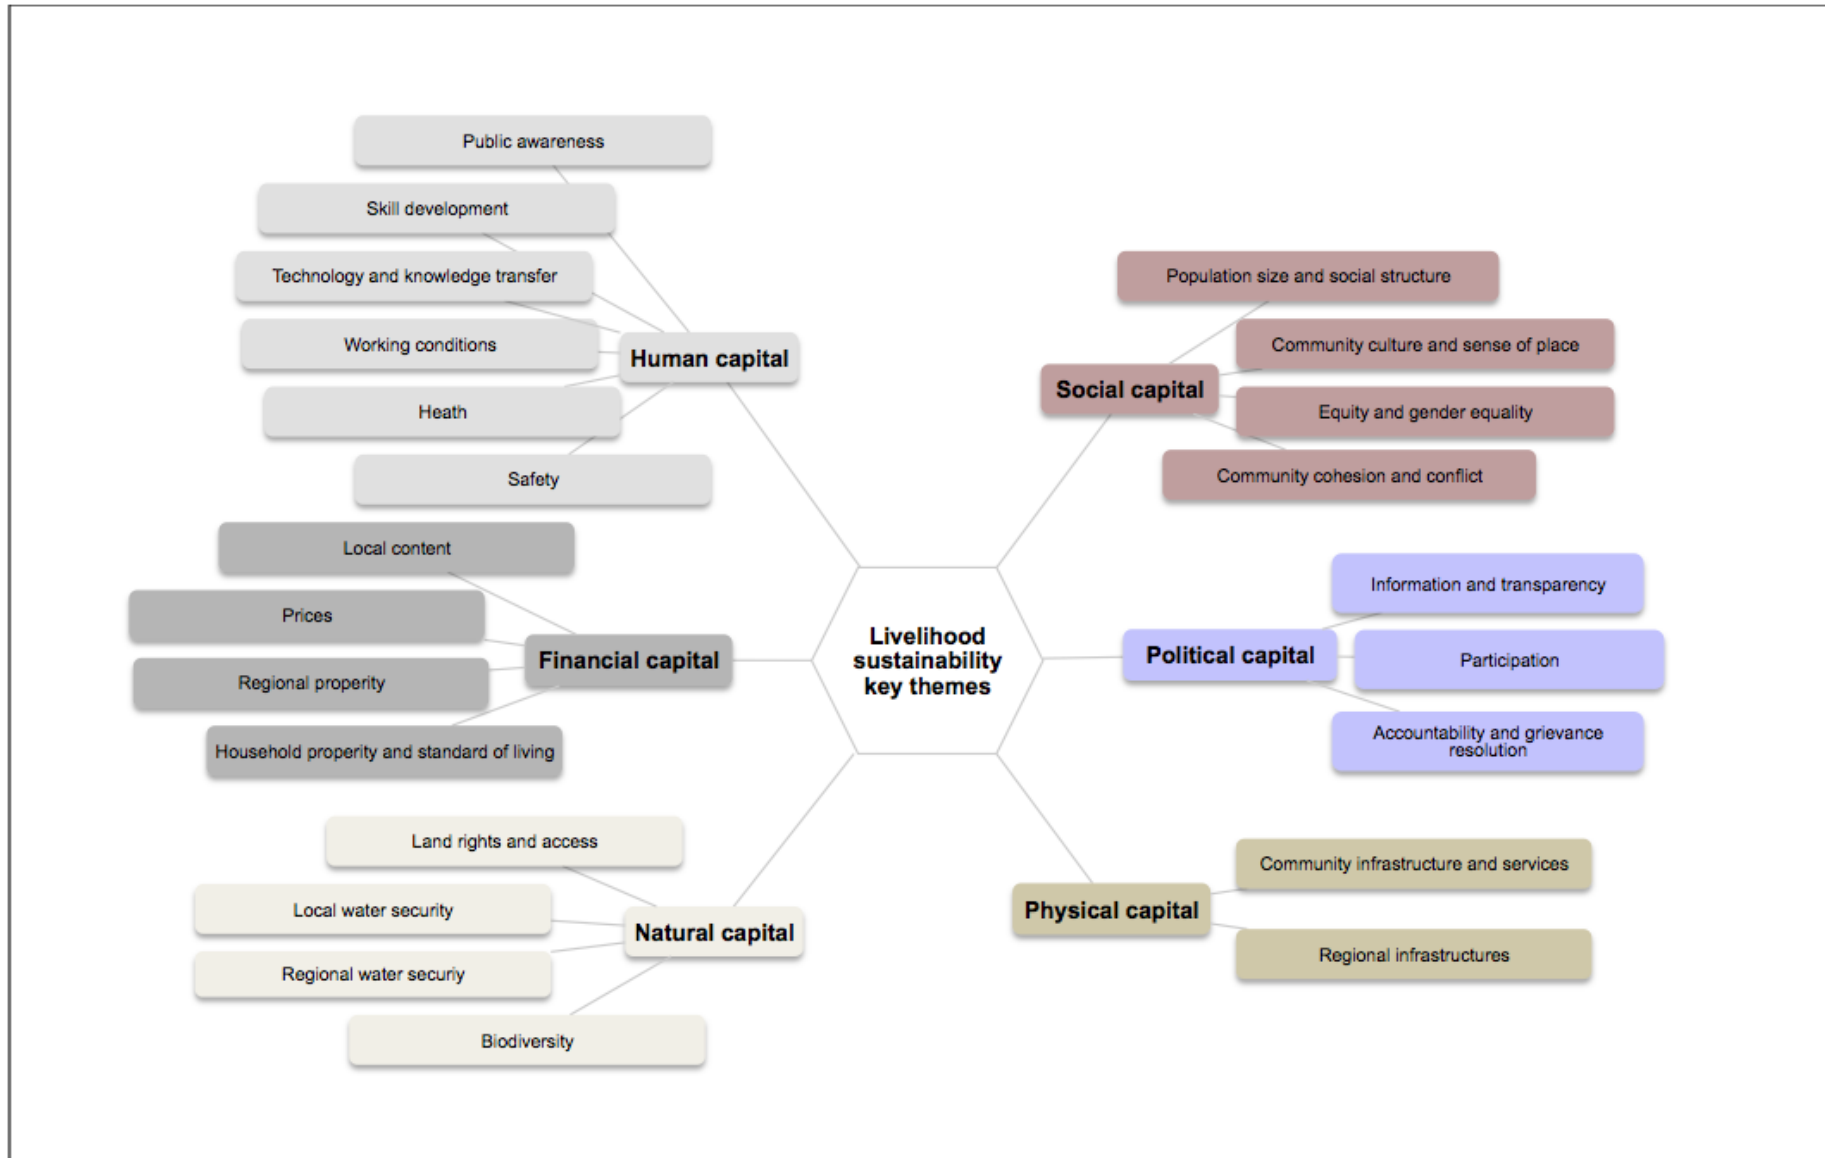 Public awareness
Skill development
Technology and knowledge transfer
Working conditions
Human capital
Heath
Safety
Local content
Prices
Financial capital
Regional properity
Household properity and standard of living
Land rights and access
Local water security
Natural capital
Regional water securiy
Biodiversity
Livelihood
sustainability
key themes
Population size and social structure
Community culture and sense of place
Social capital
Equity and gender equality
Community cohesion and conflict
Information and transparency
Political capital
Participation
Accountability and grievance
resolution
Community infrastructure and services
Physical capital
Regional infrastructures